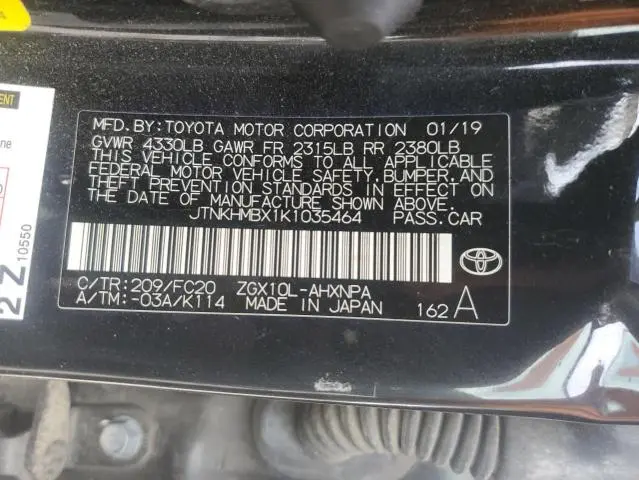 MFD. BY: TOYOTA MOTOR CORPORATION 01/19
GVWR 4330LB GAWR FR 2315LB RR 2380LB
THIS VEHICLE CONFORMS TO ALL APPLICABLE
FEDERAL MOTOR VEHICLE SAFETY, BUMPER, AND
THEFT PREVENTION STANDARDS IN EFFECT ON
THE DATE OF MANUFACTURE SHOWN ABOVE.
JTNKHMBX1K1035464 PASS. CAR
C/TR: 209/FC20 ZGX10L-AHXNPA
A/TM: -03A/K114 MADE IN JAPAN 162 A
2Z 10550